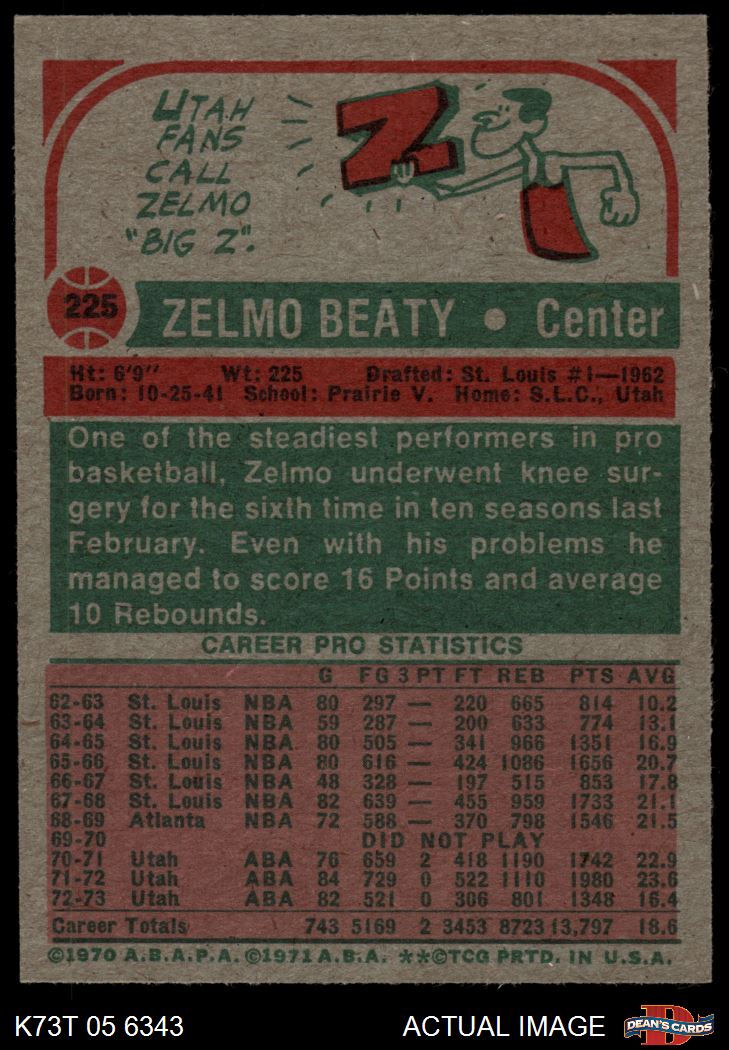 UTAH
FANS
CALL
ZELMO
"BIG Z".
Z
225
ZELMO BEATY • Center
Ht: 6'9" Wt: 225 Drafted: St. Louis #1—1962
Born: 10-25-41 School: Prairie V. Home: S.L.C., Utah
One of the steadiest performers in pro
basketball, Zelmo underwent knee sur-
gery for the sixth time in ten seasons last
February. Even with his problems he
managed to score 16 Points and average
10 Rebounds.
CAREER PRO STATISTICS
G FG 3 PT FT REB PTS AVG
62-63 St. Louis NBA 80 297 — 220 665 814 10.2
63-64 St. Louis NBA 59 287 — 200 633 774 13.1
64-65 St. Louis NBA 80 505 — 341 966 1351 16.9
65-66 St. Louis NBA 80 616 — 424 1086 1656 20.7
66-67 St. Louis NBA 48 328 — 197 515 853 17.8
67-68 St. Louis NBA 82 639 — 455 959 1733 21.1
68-69 Atlanta NBA 72 588 — 370 798 1546 21.5
69-70 DID NOT PLAY
70-71 Utah ABA 76 659 2 418 1190 1742 22.9
71-72 Utah ABA 84 729 0 522 1110 1980 23.6
72-73 Utah ABA 82 521 0 306 801 1348 16.4
Career Totals 743 5169 2 3453 8723 13,797 18.6
©1970 A.B.A.P.A. ©1971 A.B.A. **©TCG PRTD. IN U.S.A.
K73T 05 6343 ACTUAL IMAGE DEAN'S CARDS